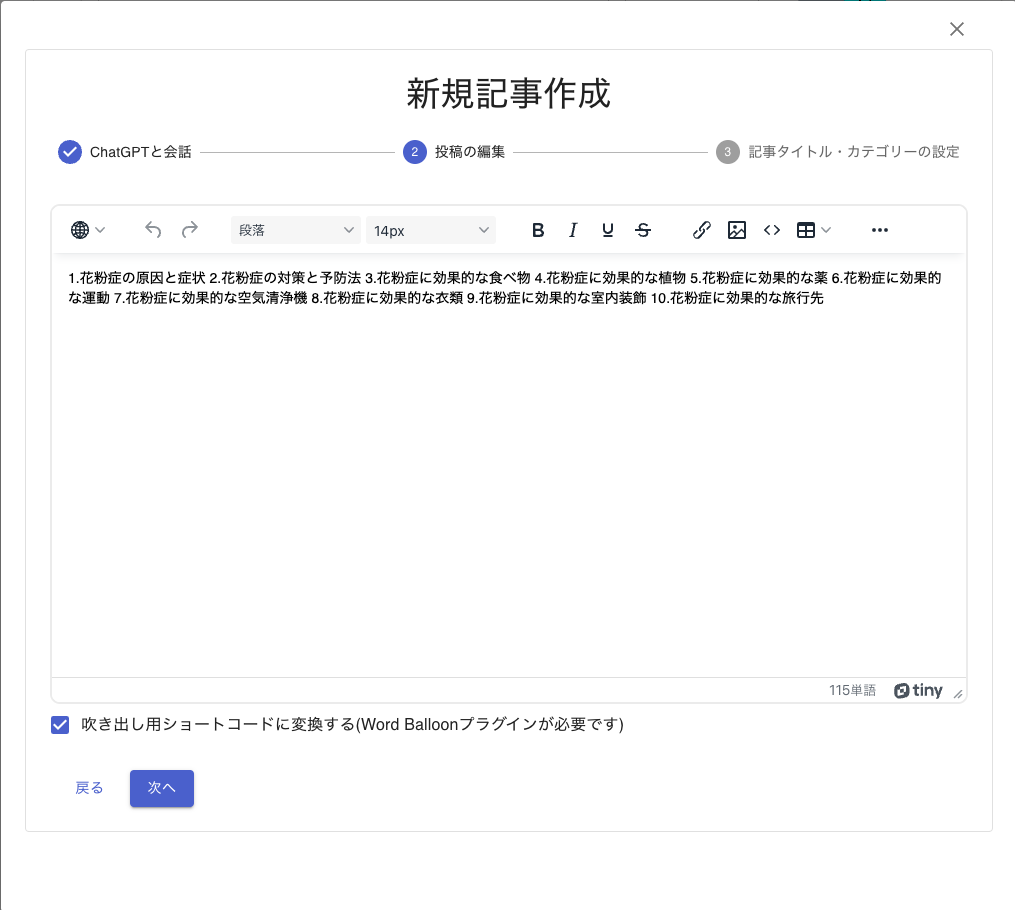 新規記事作成
ChatGPTと会話
2 投稿の編集
3 記事タイトル・カテゴリーの設定
段落 14px B I U S
1.花粉症の原因と症状 2.花粉症の対策と予防法 3.花粉症に効果的な食べ物 4.花粉症に効果的な植物 5.花粉症に効果的な薬 6.花粉症に効果的
な運動 7.花粉症に効果的な空気清浄機 8.花粉症に効果的な衣類 9.花粉症に効果的な室内装飾 10.花粉症に効果的な旅行先
115単語 tiny
吹き出し用ショートコードに変換する(Word Balloonプラグインが必要です)
戻る 次へ